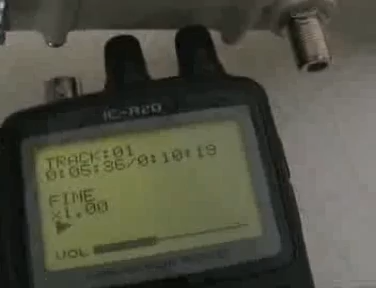 IC-R20
TRACK:01
0:05:36/0:10:19
FINE
x1.00
VOL